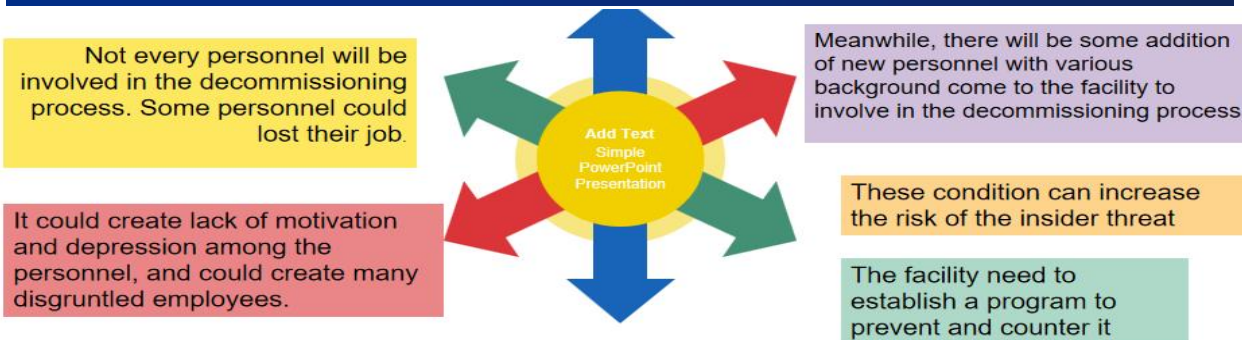 Not every personnel will be
involved in the decommissioning
process. Some personnel could
lost their job.
It could create lack of motivation
and depression among the
personnel, and could create many
disgruntled employees.
Add Text
Simple
PowerPoint
Presentation
Meanwhile, there will be some addition
of new personnel with various
background come to the facility to
involve in the decommissioning process
These condition can increase
the risk of the insider threat
The facility need to
establish a program to
prevent and counter it